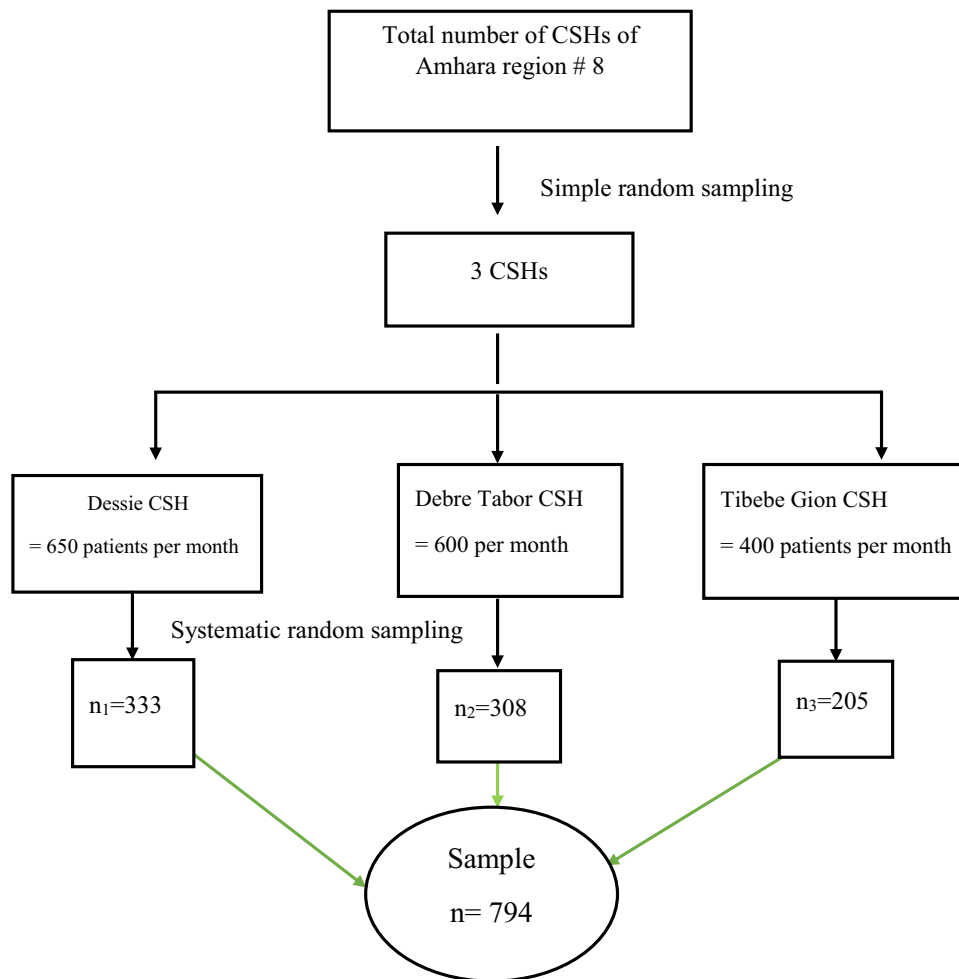 Total number of CSHs of
Amhara region # 8
Simple random sampling
3 CSHs
Dessie CSH
= 650 patients per month
Debre Tabor CSH
= 600 per month
Tibebe Gion CSH
= 400 patients per month
Systematic random sampling
n₁=333
n₂=308
n₃=205
Sample
n= 794